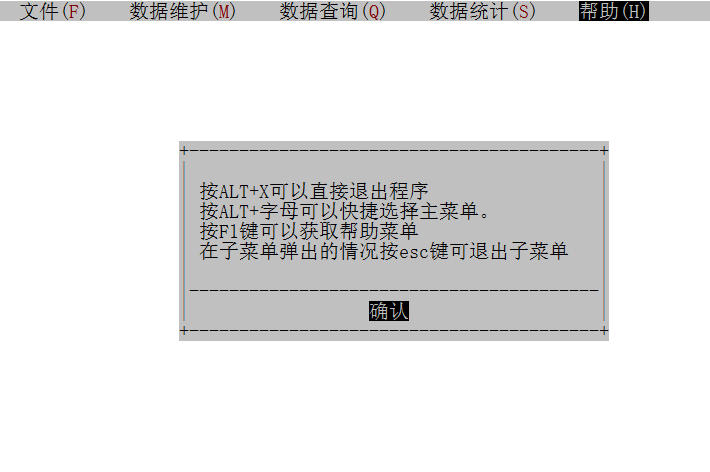 文件(F) 数据维护(M) 数据查询(Q) 数据统计(S) 帮助(H)
按ALT+X可以直接退出程序
按ALT+字母可以快捷选择主菜单。
按F1键可以获取帮助菜单
在子菜单弹出的情况按esc键可退出子菜单
确认